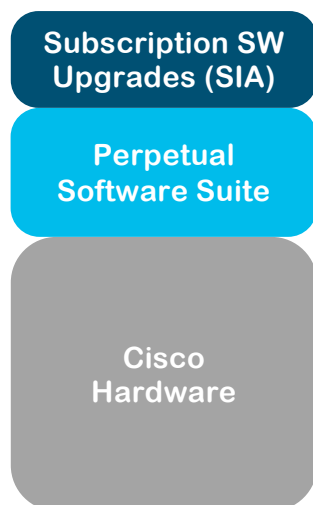 Subscription SW
Upgrades (SIA)
Perpetual
Software Suite
Cisco
Hardware